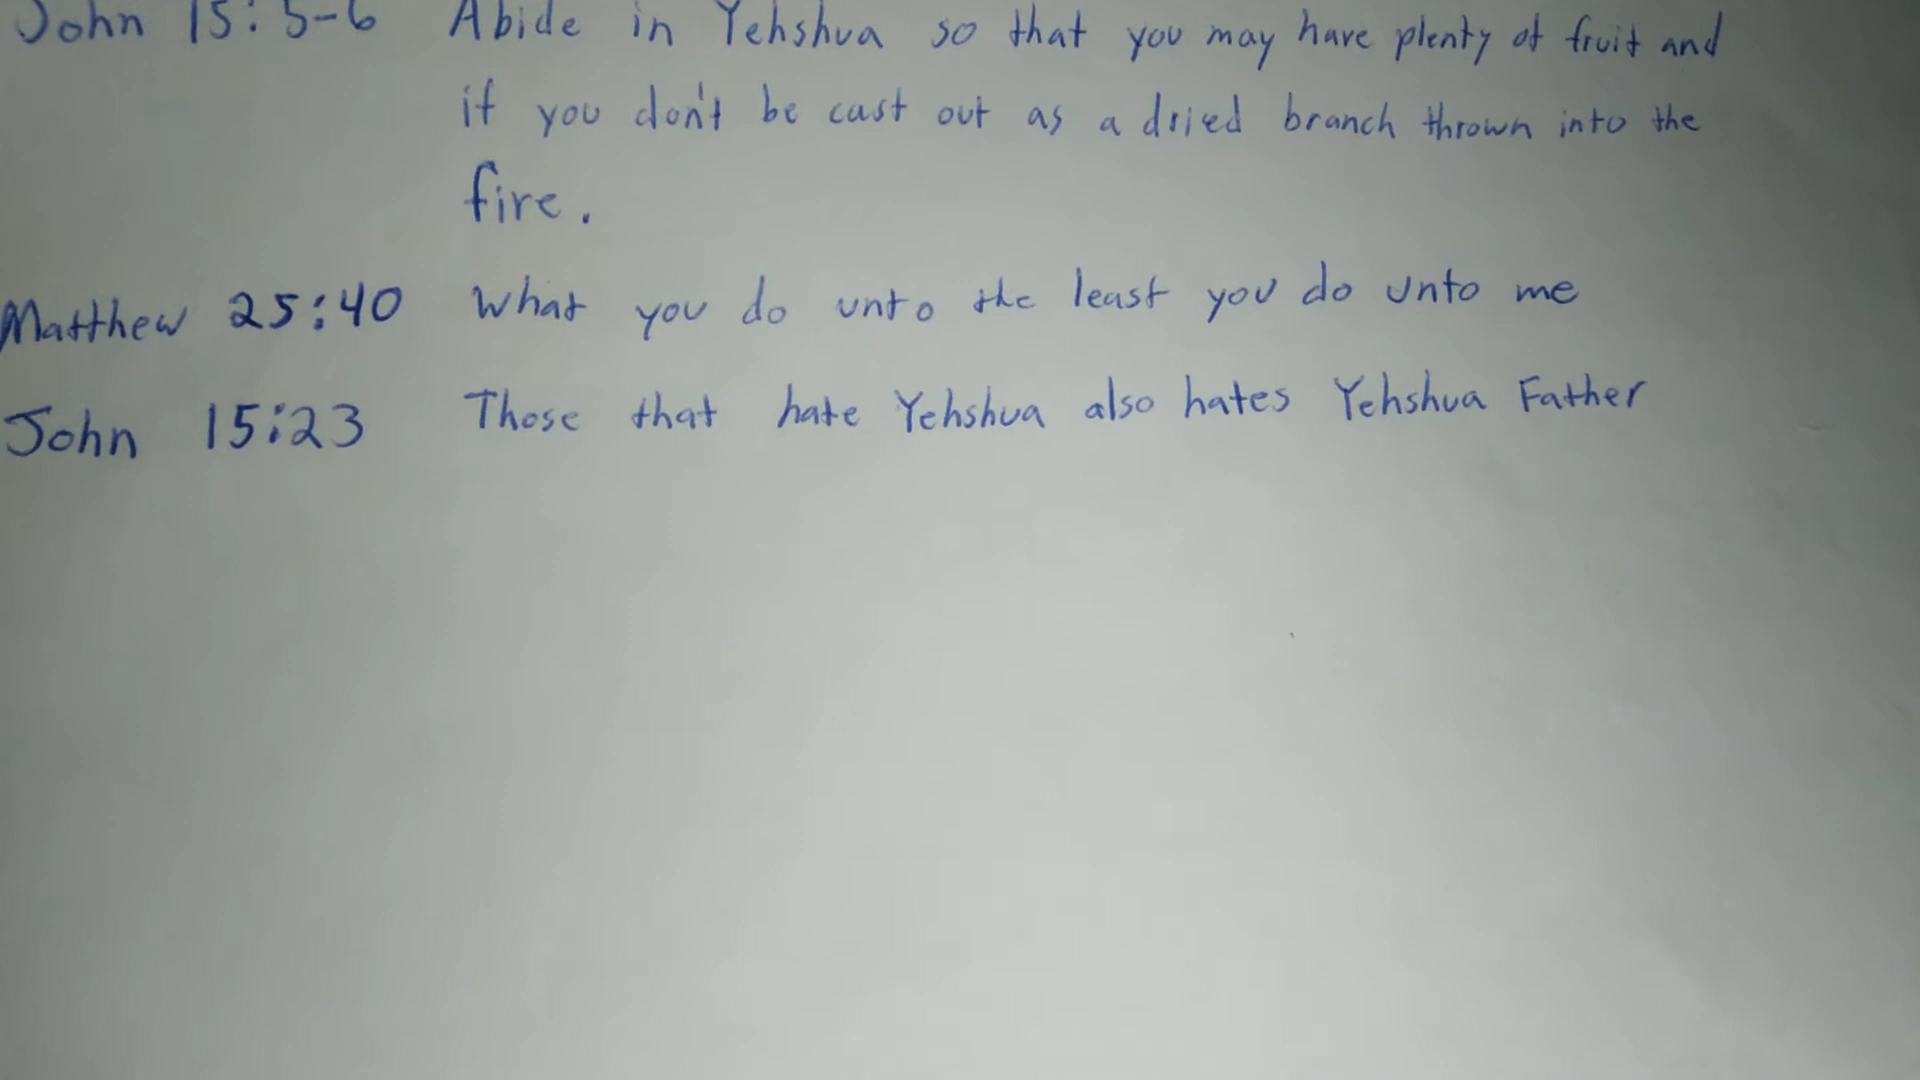 John 15:5-6 Abide in Yehshua so that you may have plenty of fruit and
if you don't be cast out as a dried branch thrown into the
fire.
Matthew 25:40 What you do unto the least you do unto me
John 15:23 Those that hate Yehshua also hates Yehshua Father